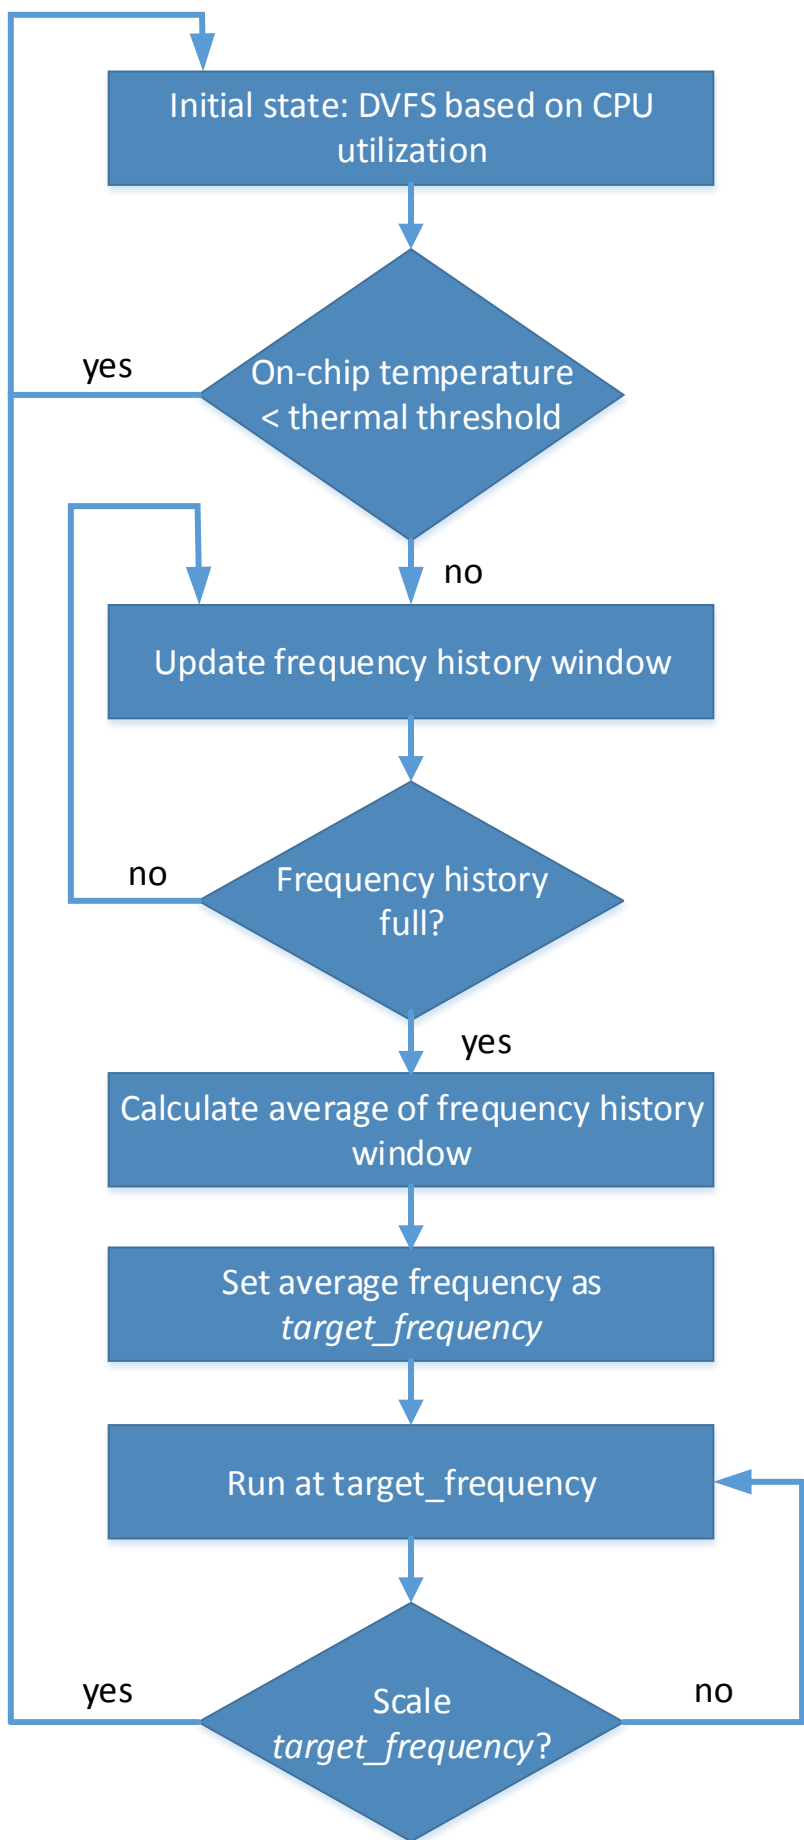 Initial state: DVFS based on CPU
utilization
yes
On-chip temperature
< thermal threshold
no
Update frequency history window
no
Frequency history
full?
yes
Calculate average of frequency history
window
Set average frequency as
target_frequency
Run at target_frequency
yes
Scale
target_frequency?
no